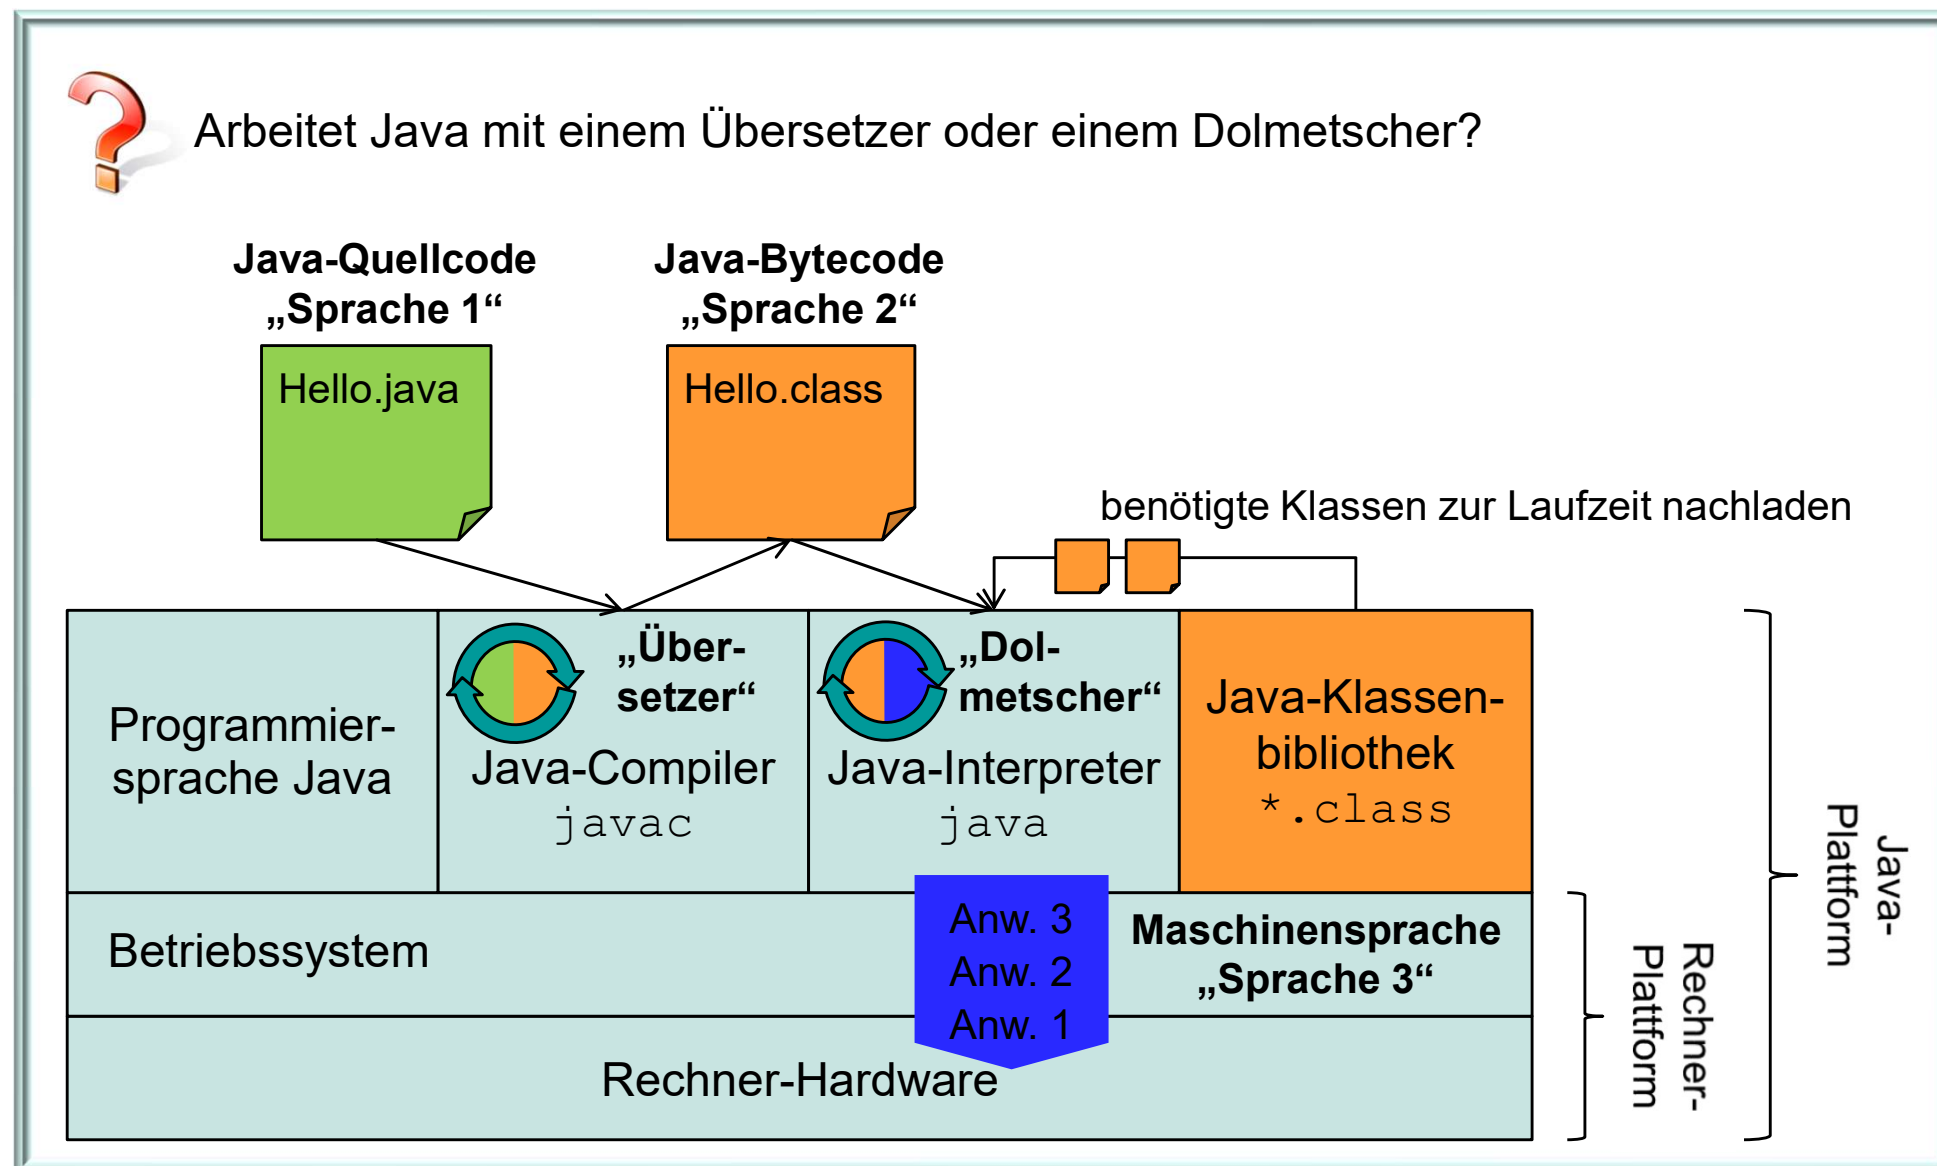 Arbeitet Java mit einem Übersetzer oder einem Dolmetscher?
Java-Quellcode
„Sprache 1“
Java-Bytecode
„Sprache 2“
Hello.java
Hello.class
benötigte Klassen zur Laufzeit nachladen
Programmier-
sprache Java
„Über-
setzer“
Java-Compiler
javac
„Dol-
metscher“
Java-Interpreter
java
Java-Klassen-
bibliothek
*.class
Betriebssystem
Anw. 3
Anw. 2
Anw. 1
Maschinensprache
„Sprache 3“
Rechner-Hardware
Rechner-
Plattform
Java-
Plattform